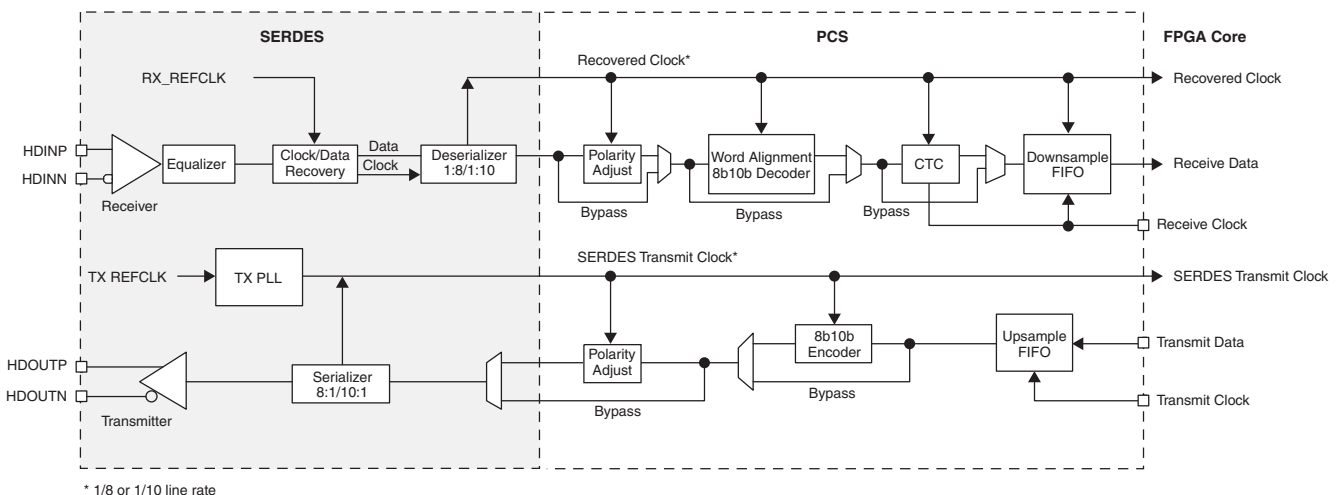 SERDES
PCS
FPGA Core
RX_REFCLK
Recovered Clock*
Recovered Clock
HDINP
HDINN
Receiver
Equalizer
Clock/Data
Recovery
Data
Clock
Deserializer
1:8/1:10
Polarity
Adjust
Bypass
Word Alignment
8b10b Decoder
Bypass
CTC
Bypass
Downsample
FIFO
Receive Data
Receive Clock
TX REFCLK
TX PLL
SERDES Transmit Clock*
SERDES Transmit Clock
HDOUTP
HDOUTN
Transmitter
Serializer
8:1/10:1
Polarity
Adjust
Bypass
8b10b
Encoder
Bypass
Upsample
FIFO
Transmit Data
Transmit Clock
* 1/8 or 1/10 line rate